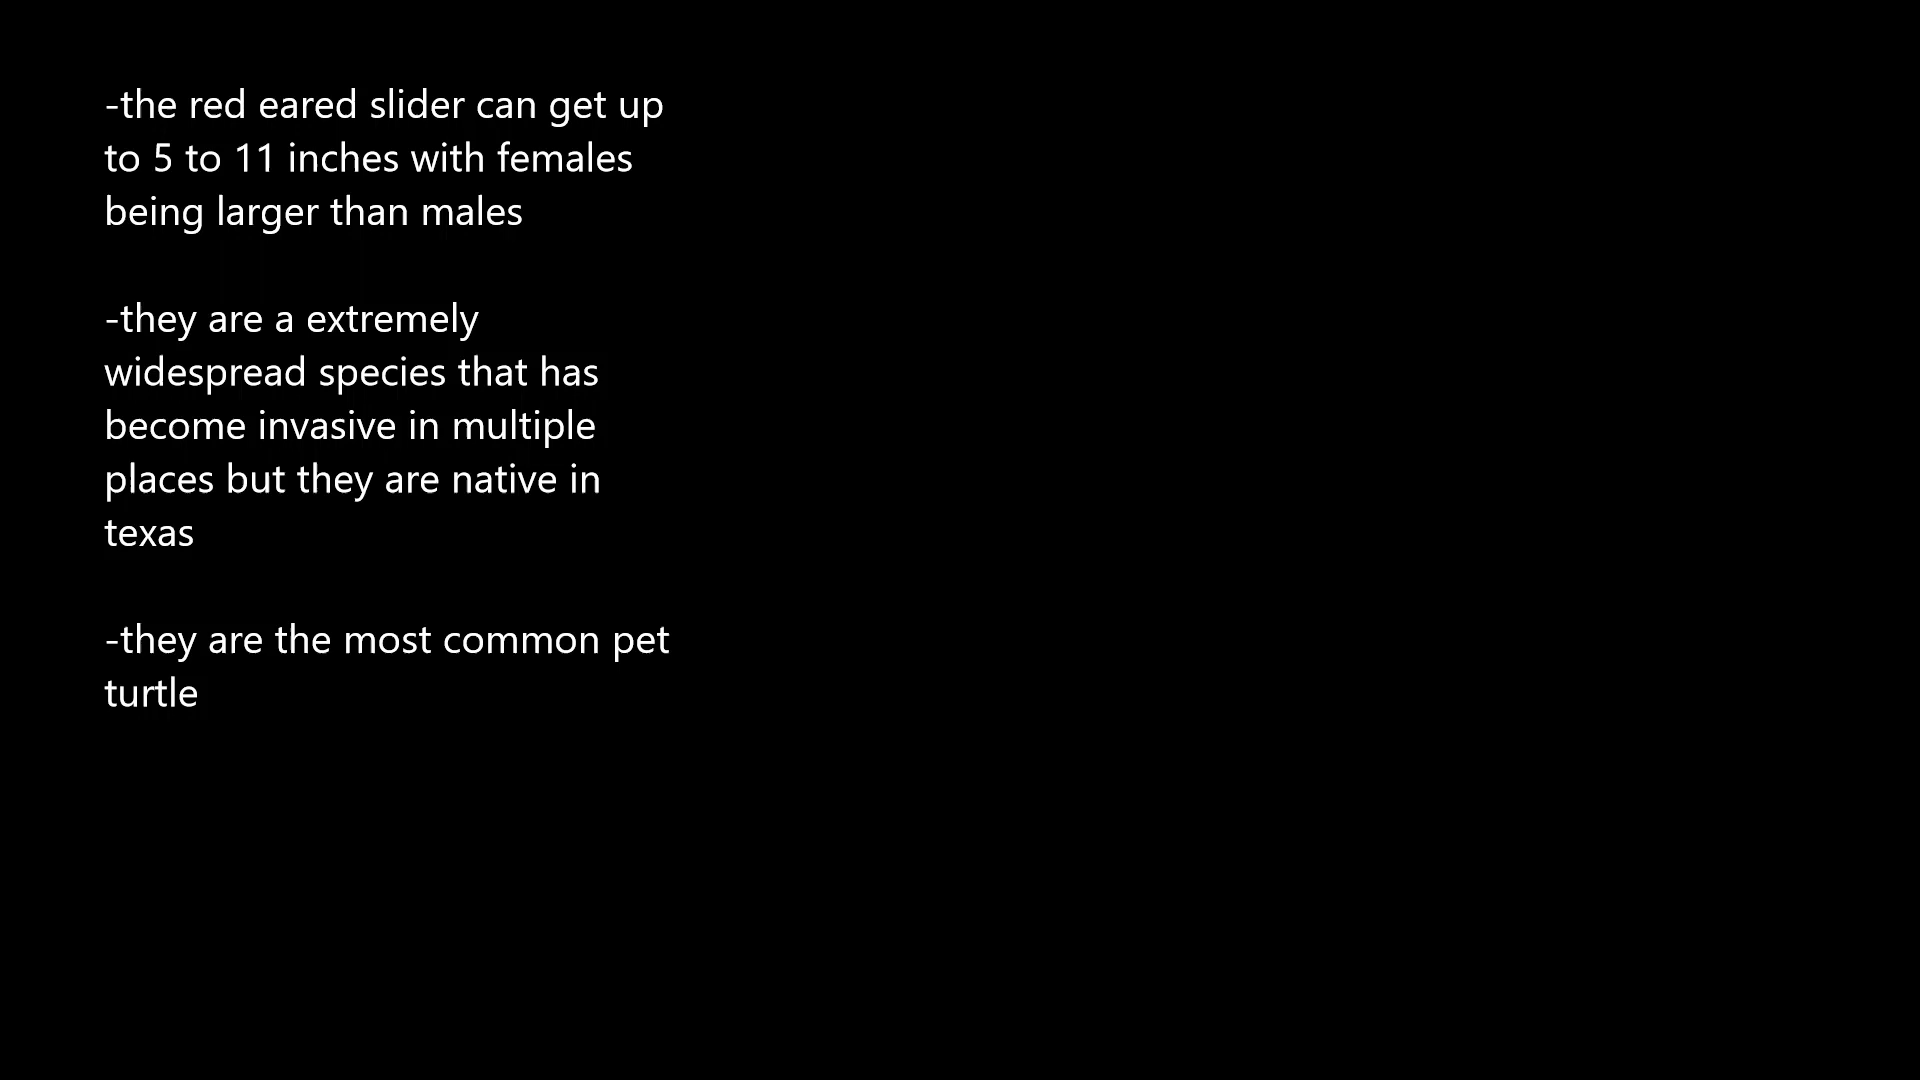 -the red eared slider can get up
to 5 to 11 inches with females
being larger than males
-they are a extremely
widespread species that has
become invasive in multiple
places but they are native in
texas
-they are the most common pet
turtle